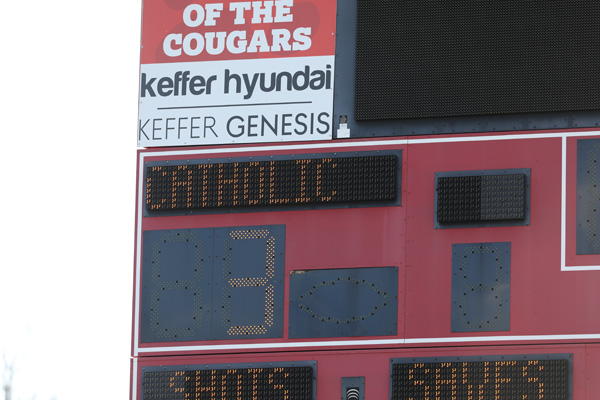 OF THE
COUGARS
keffer hyundai
KEFFER GENESIS
CATHOLIC
3
SHOTS
SAVES